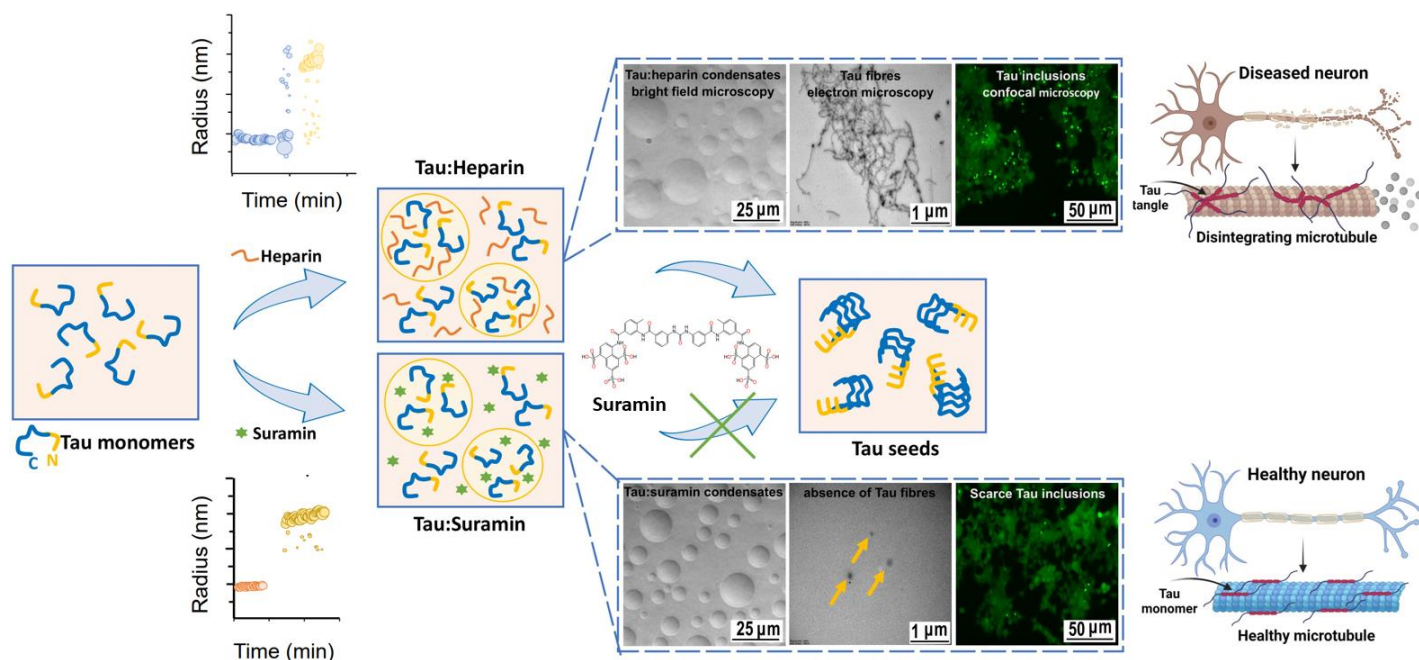 Radius (nm)
Time (min)
Tau:Heparin
Heparin
Tau monomers
C
N
Suramin
Tau:Suramin
Radius (nm)
Time (min)
Tau:heparin condensates
bright field microscopy
25 µm
Tau fibres
electron microscopy
1 µm
Tau inclusions
confocal microscopy
50 µm
Diseased neuron
Tau
tangle
Disintegrating microtubule
Suramin
Tau seeds
Tau:suramin condensates
25 µm
absence of Tau fibres
1 µm
Scarce Tau inclusions
50 µm
Healthy neuron
Tau
monomer
Healthy microtubule